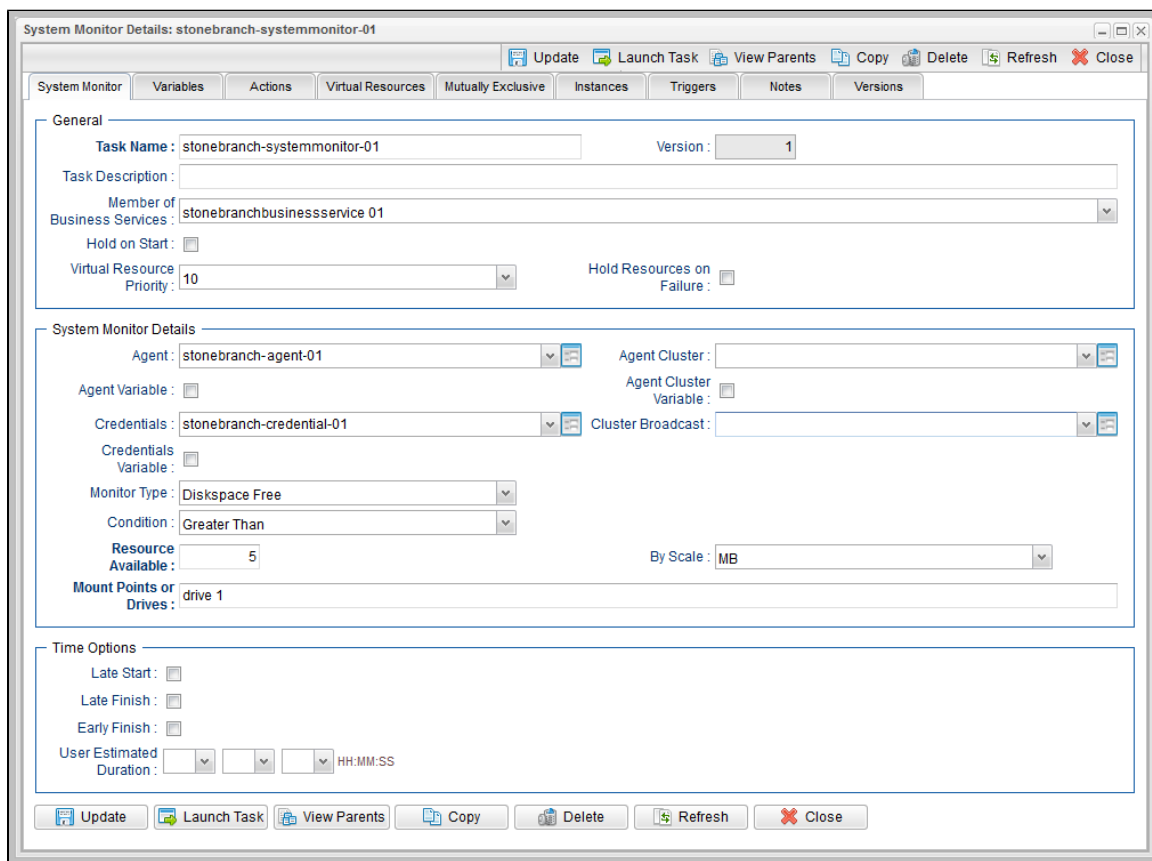 System Monitor Details: stonebranch-systemmonitor-01
Update Launch Task View Parents Copy Delete Refresh Close
System Monitor Variables Actions Virtual Resources Mutually Exclusive Instances Triggers Notes Versions
General
Task Name : stonebranch-systemmonitor-01 Version : 1
Task Description :
Member of
Business Services : stonebranchbusinessservice 01
Hold on Start :
Virtual Resource
Priority : 10
Hold Resources on
Failure :
System Monitor Details
Agent : stonebranch-agent-01 Agent Cluster :
Agent Variable :
Agent Cluster
Variable :
Credentials : stonebranch-credential-01 Cluster Broadcast :
Credentials
Variable :
Monitor Type : Diskspace Free
Condition : Greater Than
Resource
Available : 5
By Scale : MB
Mount Points or
Drives : drive 1
Time Options
Late Start :
Late Finish :
Early Finish :
User Estimated
Duration : HH:MM:SS
Update Launch Task View Parents Copy Delete Refresh Close